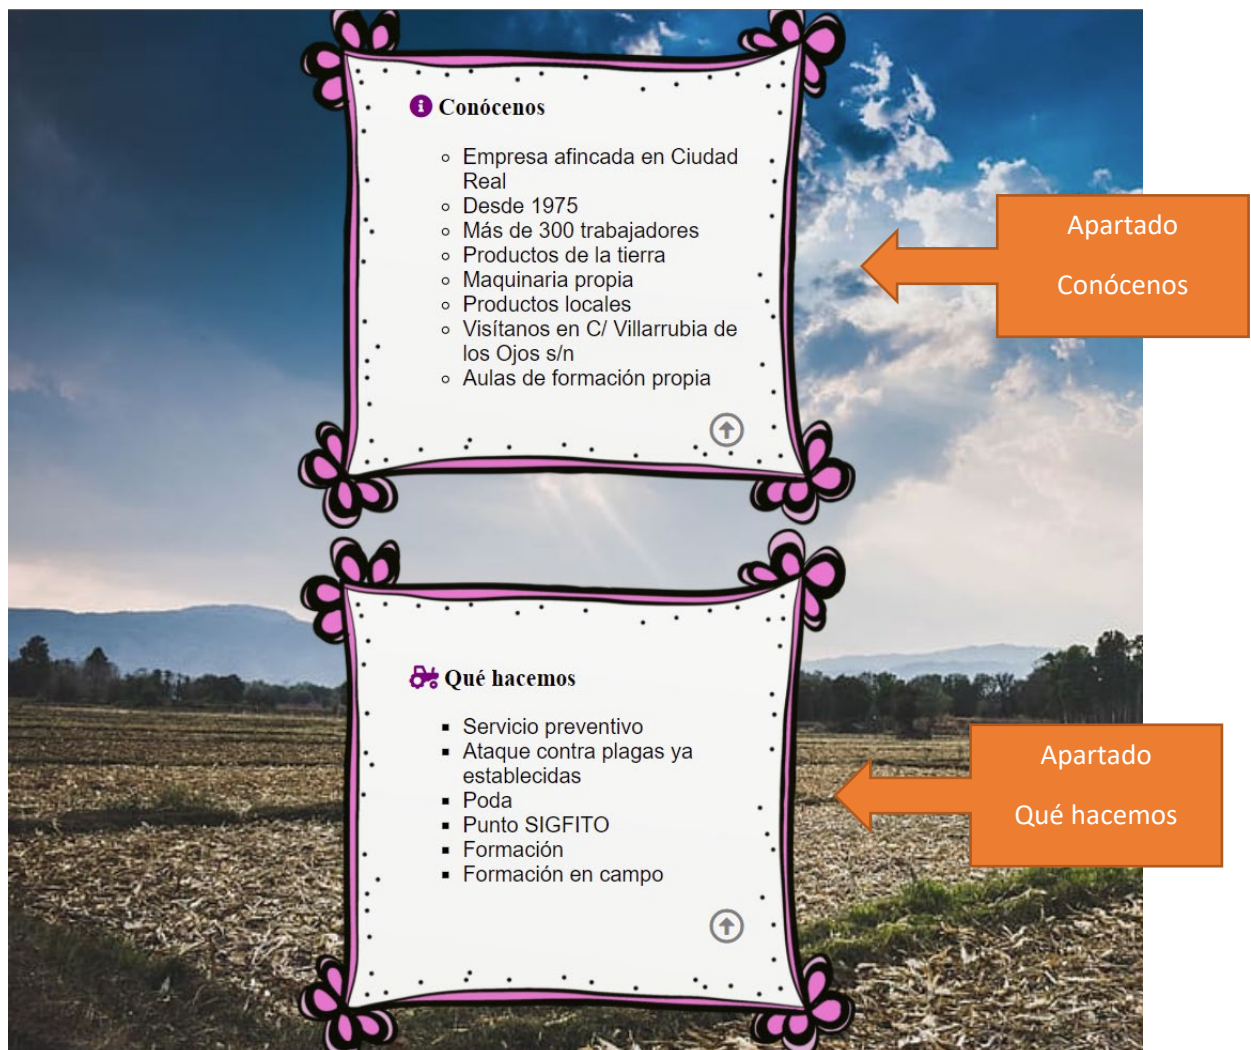 Conócenos
Empresa afincada en Ciudad
Real
Desde 1975
Más de 300 trabajadores
Productos de la tierra
Maquinaria propia
Productos locales
Visítanos en C/ Villarrubia de
los Ojos s/n
Aulas de formación propia
Apartado
Conócenos
Qué hacemos
Servicio preventivo
Ataque contra plagas ya
establecidas
Poda
Punto SIGFITO
Formación
Formación en campo
Apartado
Qué hacemos